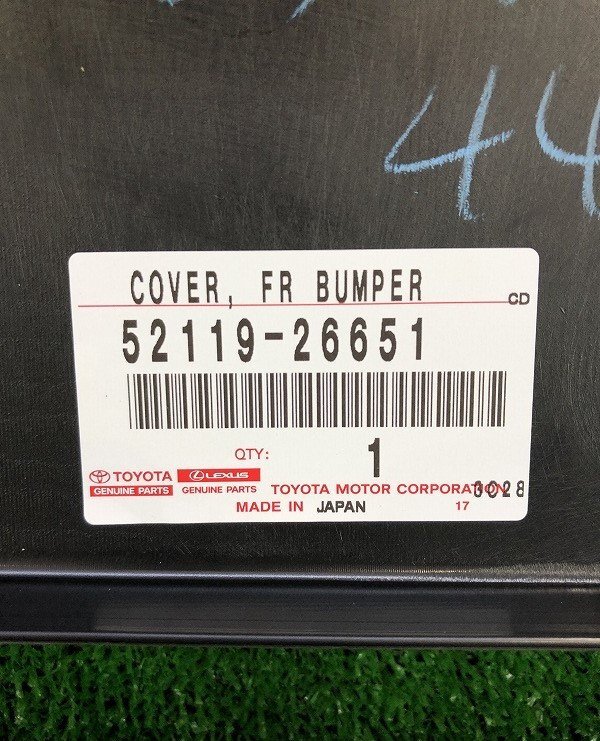 44
COVER, FR BUMPER
CD
52119-26651
QTY: 1
TOYOTA LEXUS
GENUINE PARTS GENUINE PARTS TOYOTA MOTOR CORPORATION
3028
MADE IN JAPAN 17